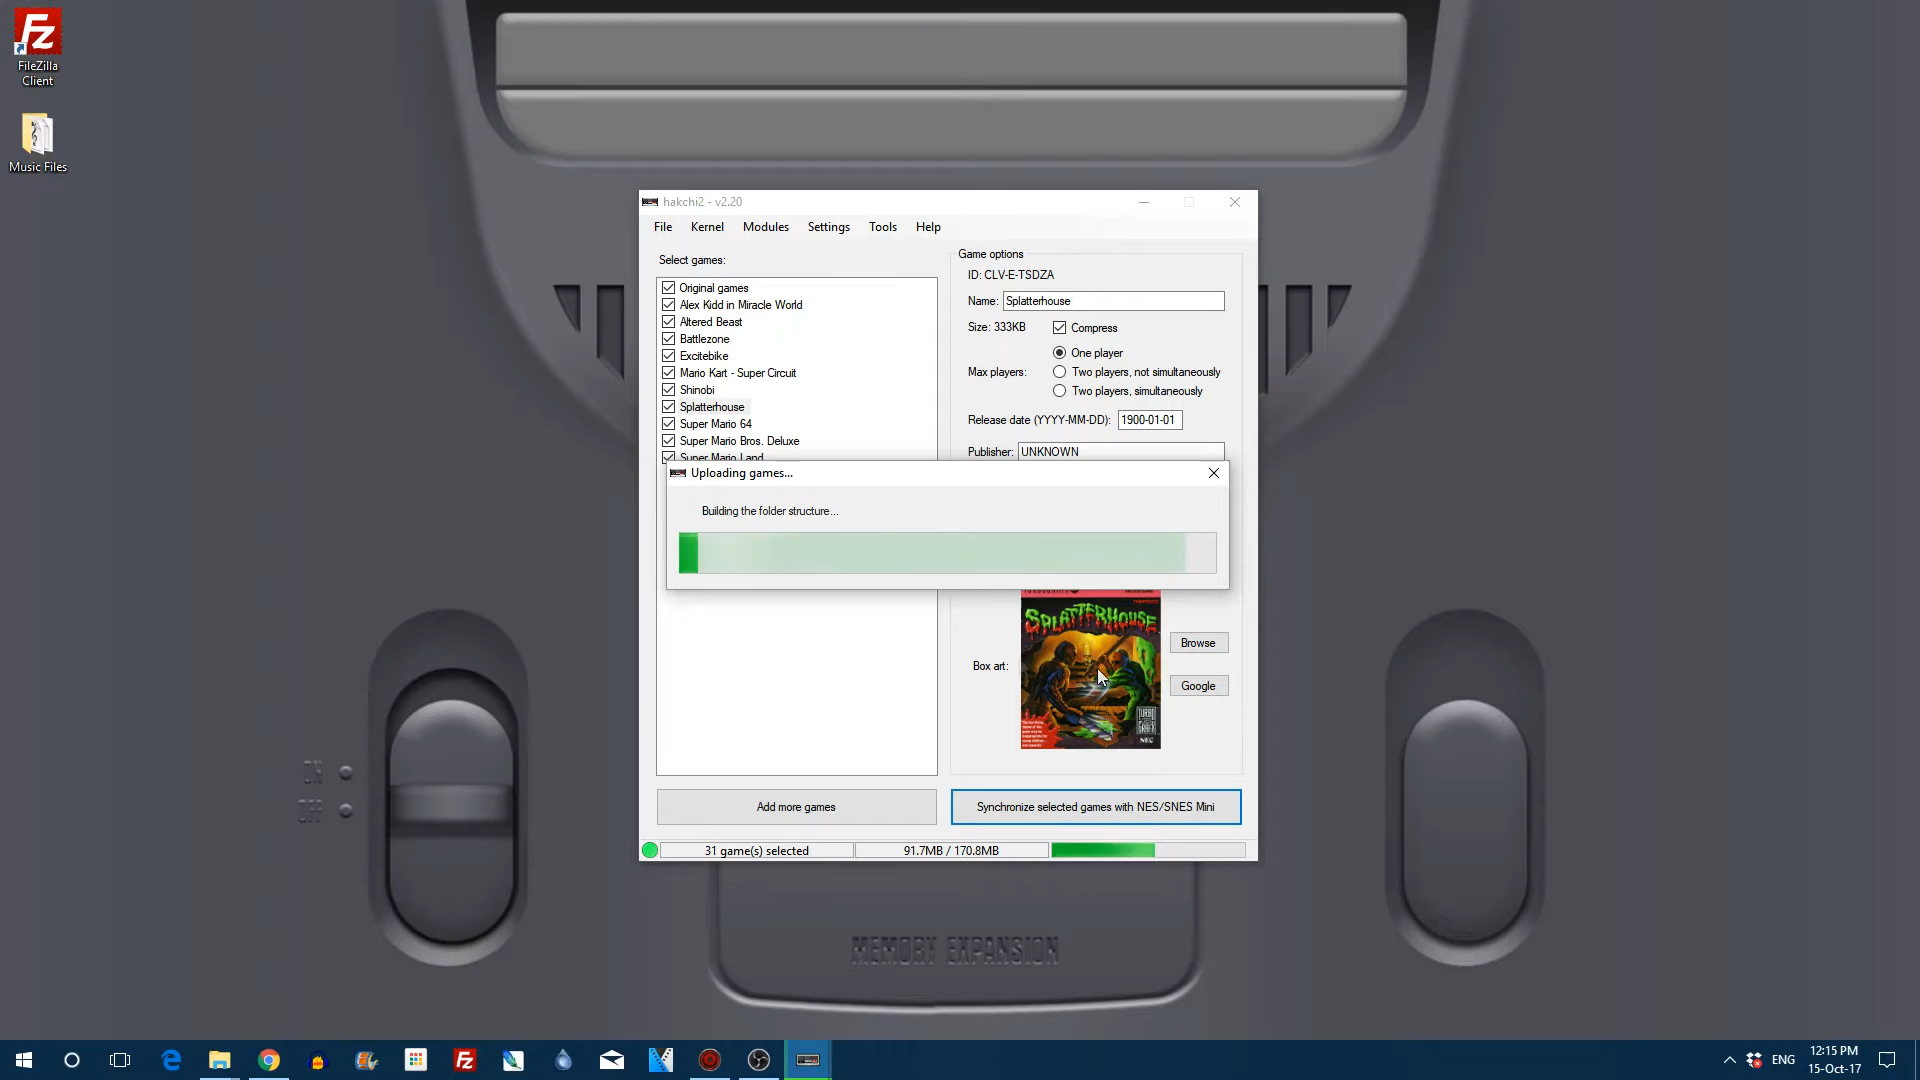 FileZilla
Client
Music Files
hakchi2 - v2.20
File Kernel Modules Settings Tools Help
Select games:
Original games
Alex Kidd in Miracle World
Altered Beast
Battlezone
Excitebike
Mario Kart - Super Circuit
Shinobi
Splatterhouse
Super Mario 64
Super Mario Bros. Deluxe
Super Mario Land
Game options
ID: CLV-E-TSDZA
Name: Splatterhouse
Size: 333KB Compress
One player
Max players: Two players, not simultaneously
Two players, simultaneously
Release date (YYYY-MM-DD): 1900-01-01
Publisher: UNKNOWN
Uploading games...
Building the folder structure...
SPLATTERHOUSE
NEC
Box art:
Browse
Google
Add more games
Synchronize selected games with NES/SNES Mini
31 game(s) selected 91.7MB / 170.8MB
ON
OFF
MEMORY EXPANSION
ENG
12:15 PM
15-Oct-17